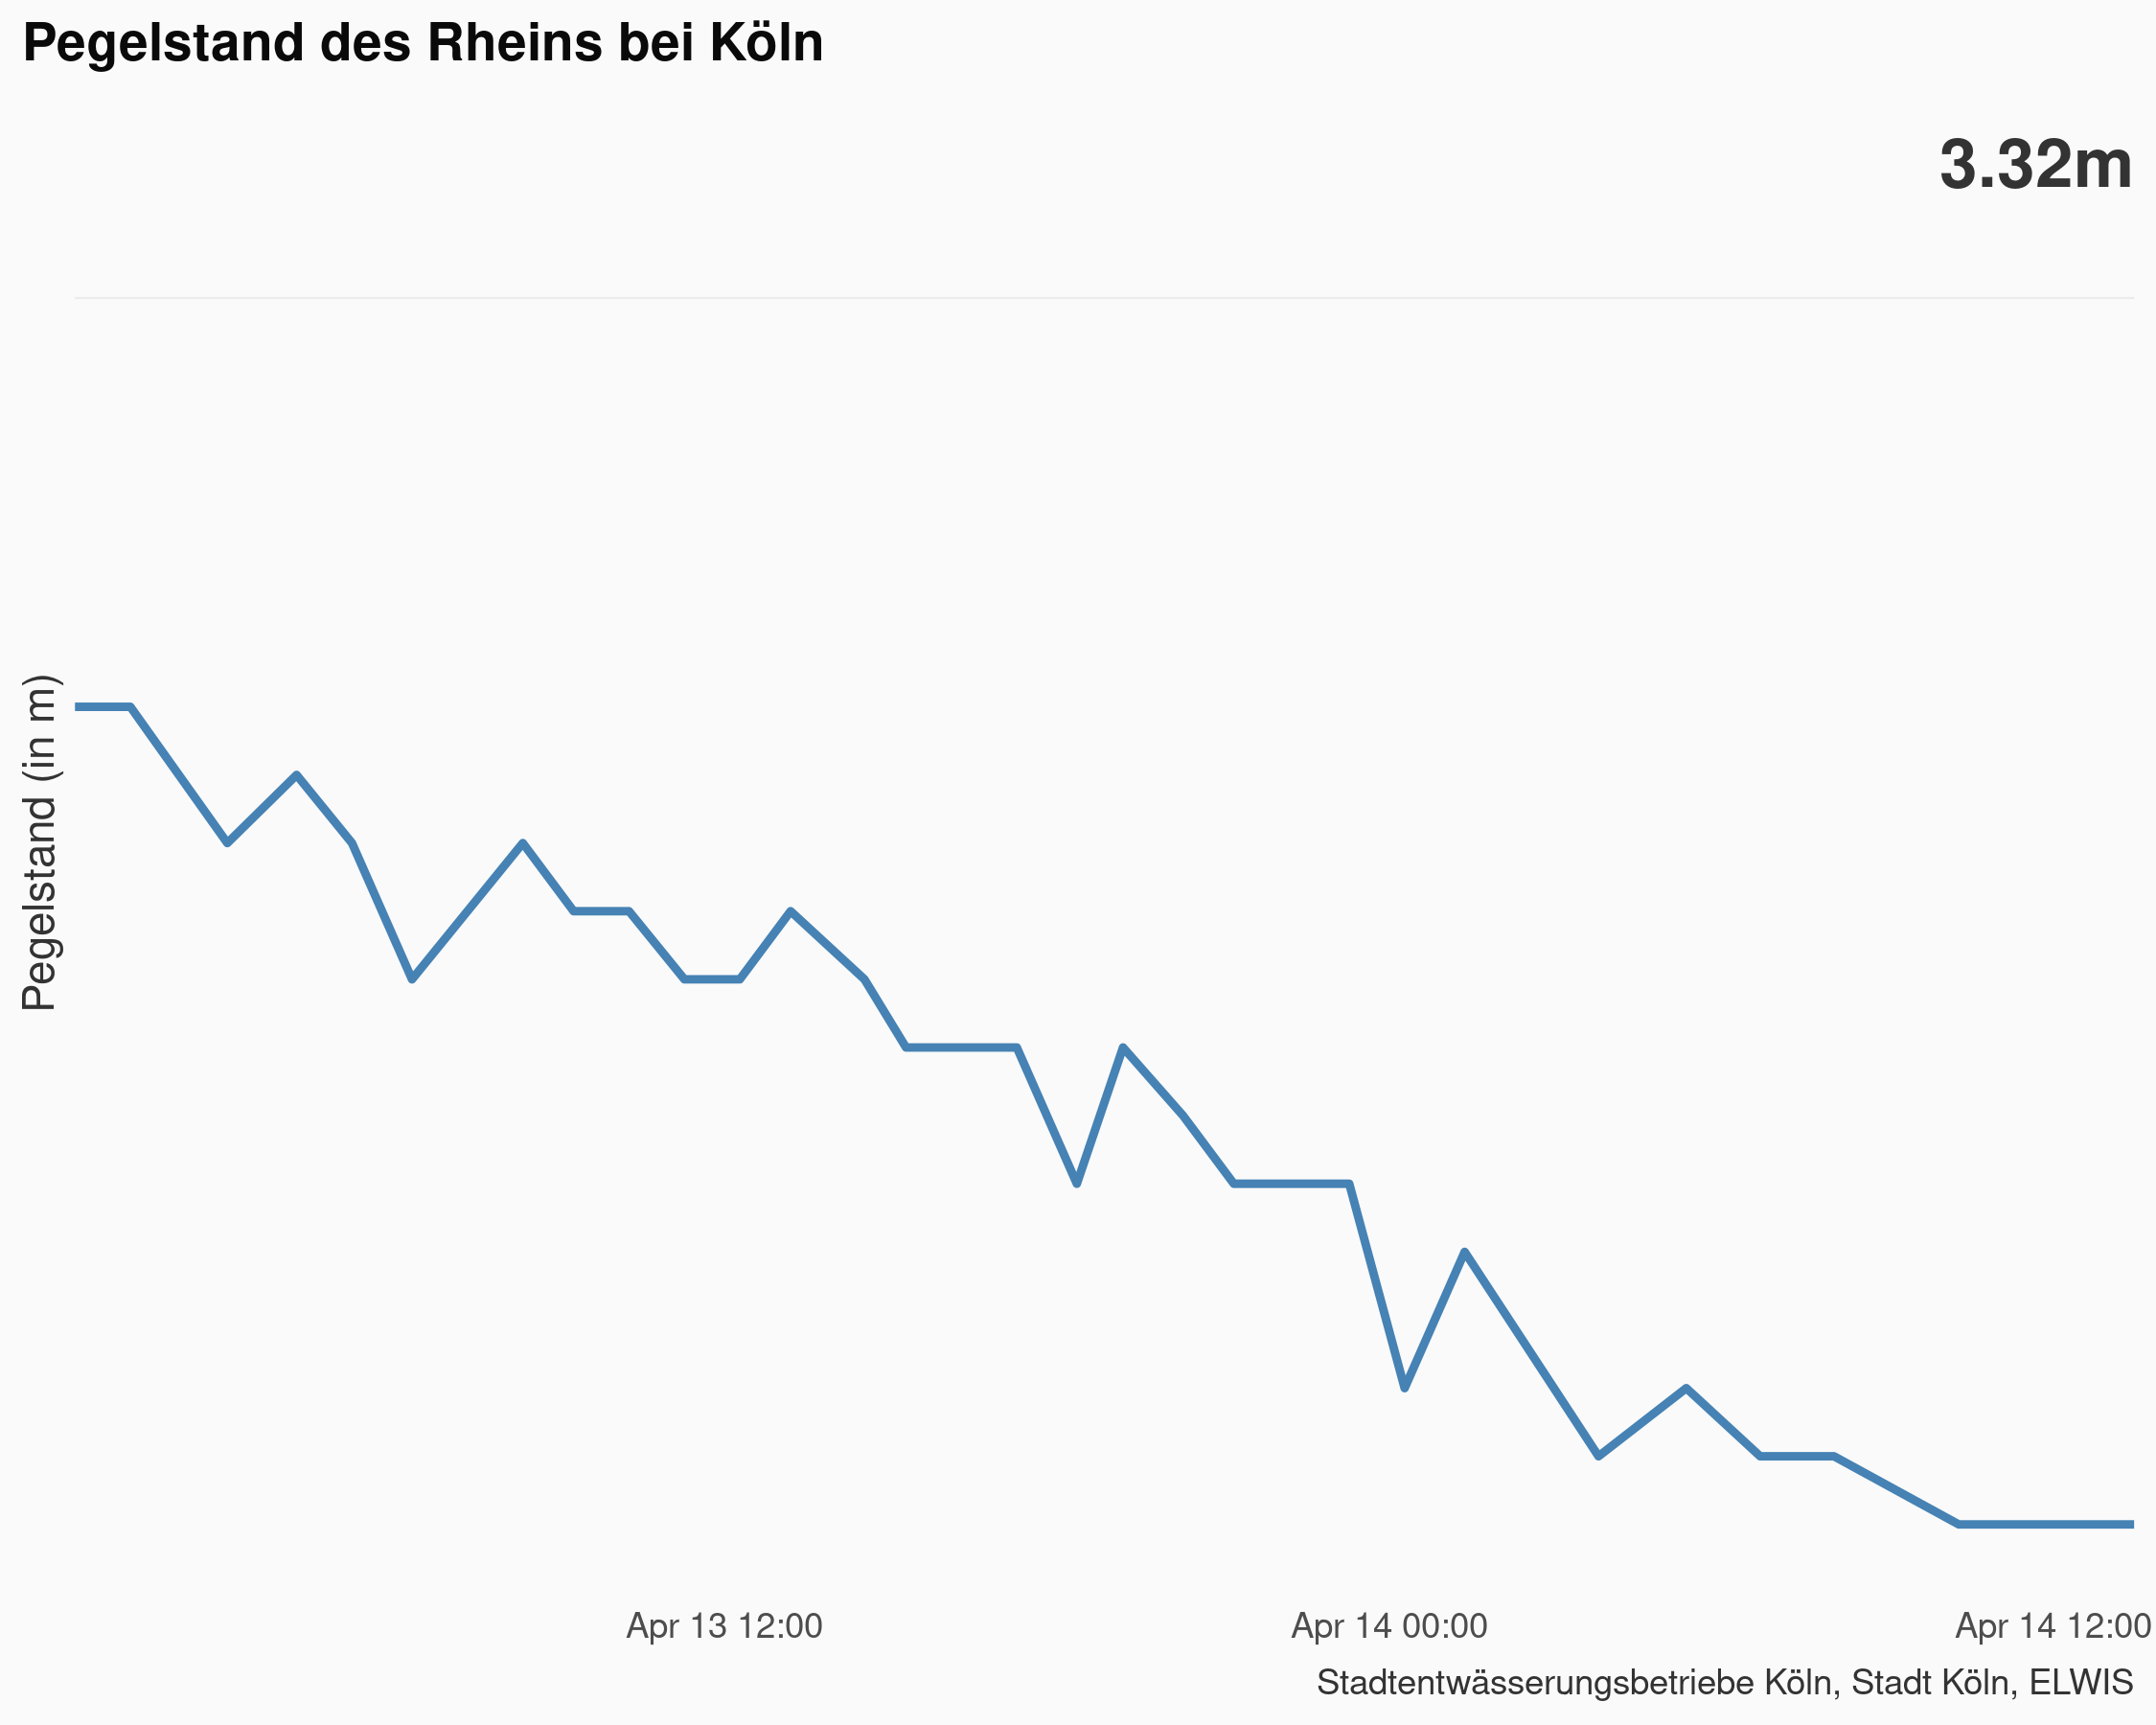 Pegelstand des Rheins bei Köln
3.32m
Pegelstand (in m)
Apr 13 12:00
Apr 14 00:00
Apr 14 12:00
Stadtentwässerungsbetriebe Köln, Stadt Köln, ELWIS